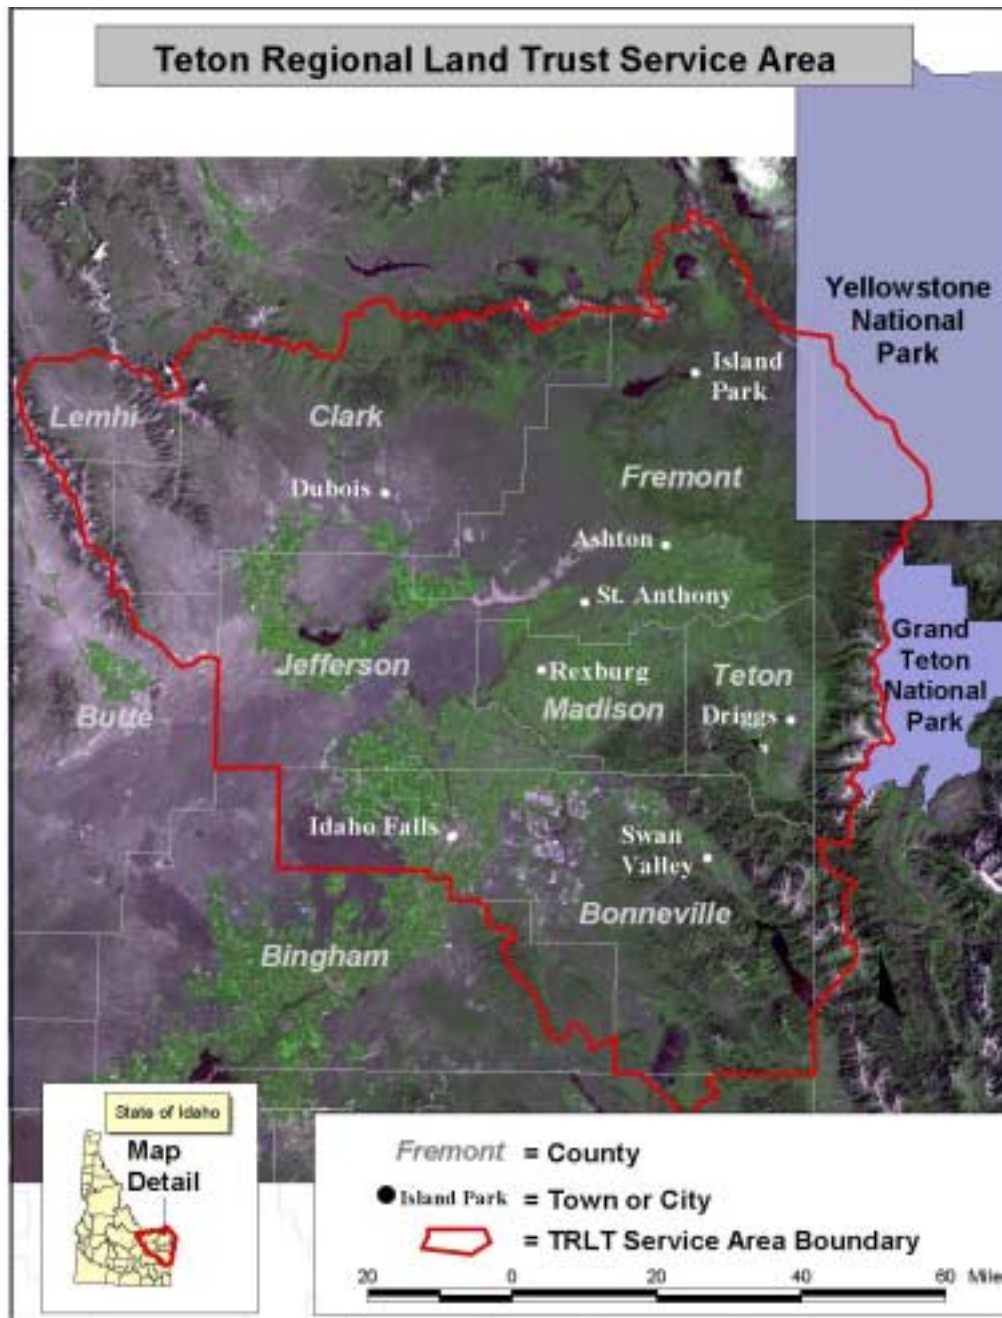 Teton Regional Land Trust Service Area
Yellowstone
National
Park
Island
Park
Lemhi
Clark
Fremont
Dubois
Ashton
St. Anthony
Grand
Teton
National
Park
Jefferson
Rexburg
Teton
Madison
Butte
Driggs
Idaho Falls
Swan
Valley
Bonneville
Bingham
State of Idaho
Map
Detail
Fremont = County
Island Park = Town or City
= TRLT Service Area Boundary
20 0 20 40 60 Mile